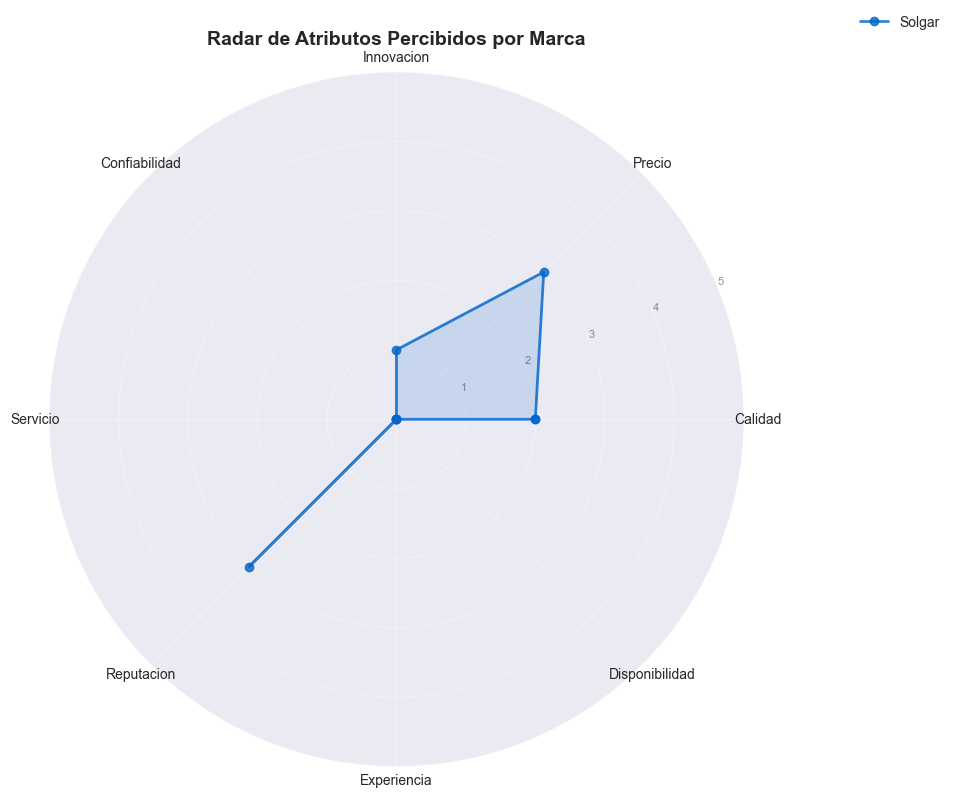 Solgar
Radar de Atributos Percibidos por Marca
Innovacion
Confiabilidad
Precio
5
4
3
2
1
Servicio
Calidad
Reputacion
Disponibilidad
Experiencia